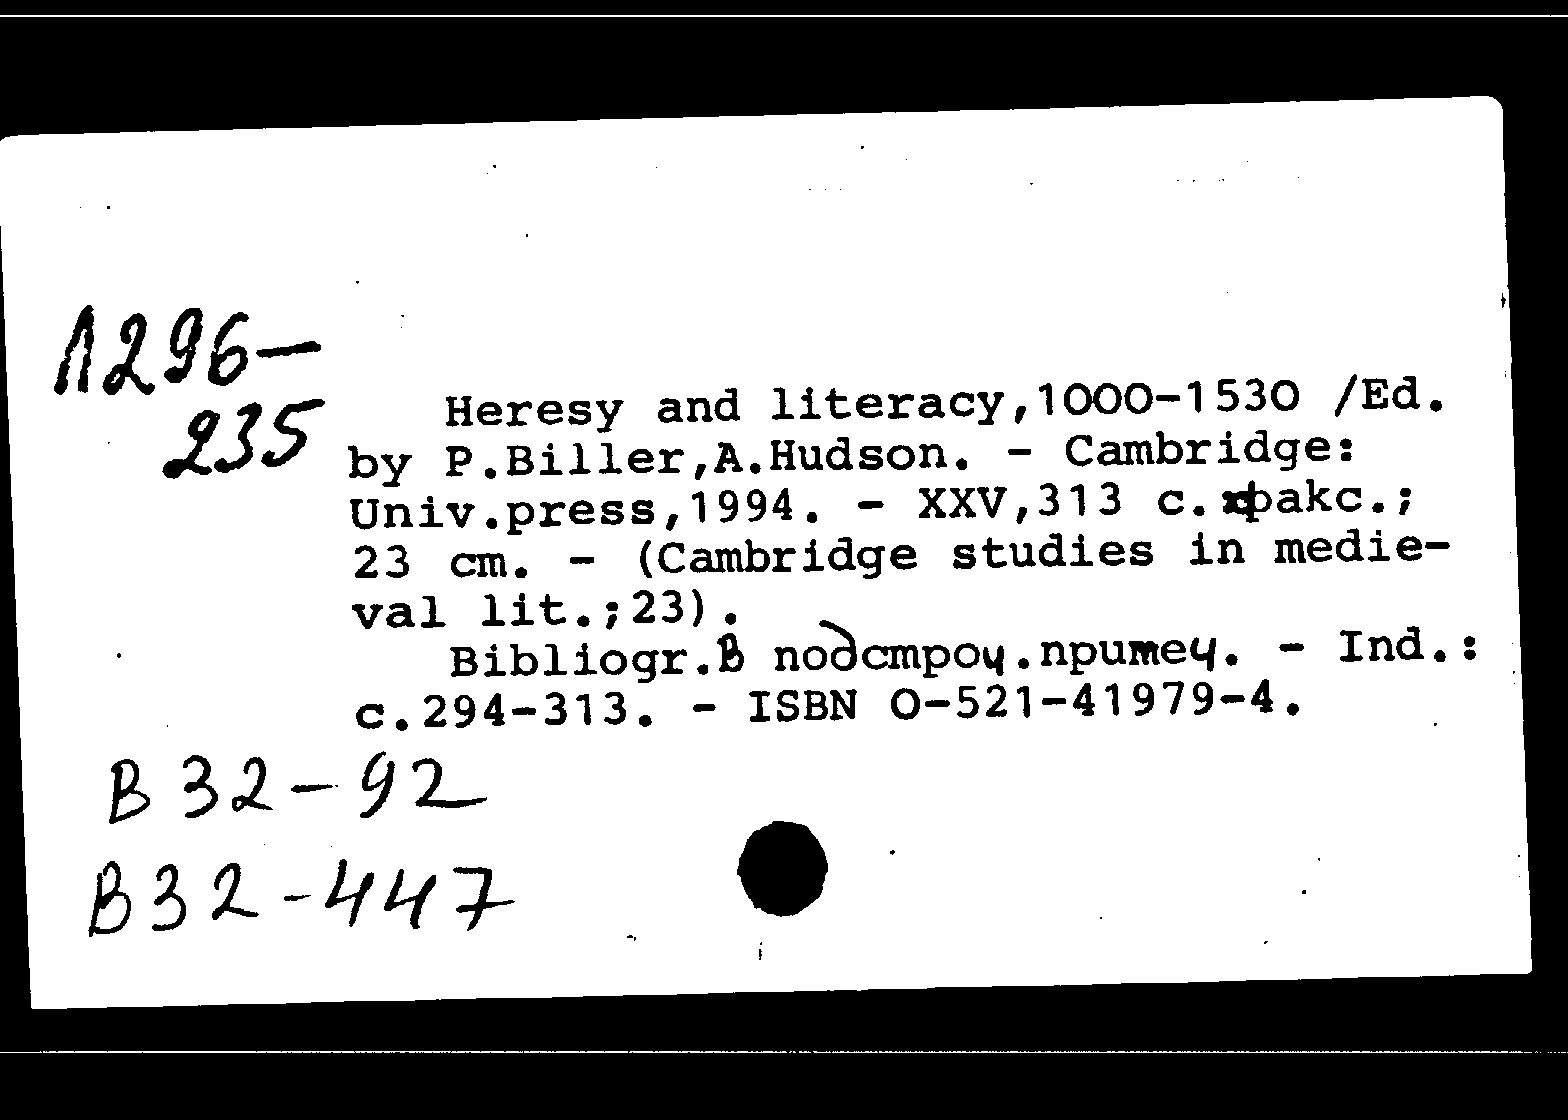 Л296-
235
Heresy and literacy,1000-1530 /Ed.
by P.Biller,A.Hudson. - Cambridge:
Univ.press,1994. - XXV,313 c. факс.;
23 cm. - (Cambridge studies in medie-
val lit.;23).
Bibliogr.В подстроч.примеч. - Ind.:
c.294-313. - ISBN 0-521-41979-4.
В 32-92
В32-447